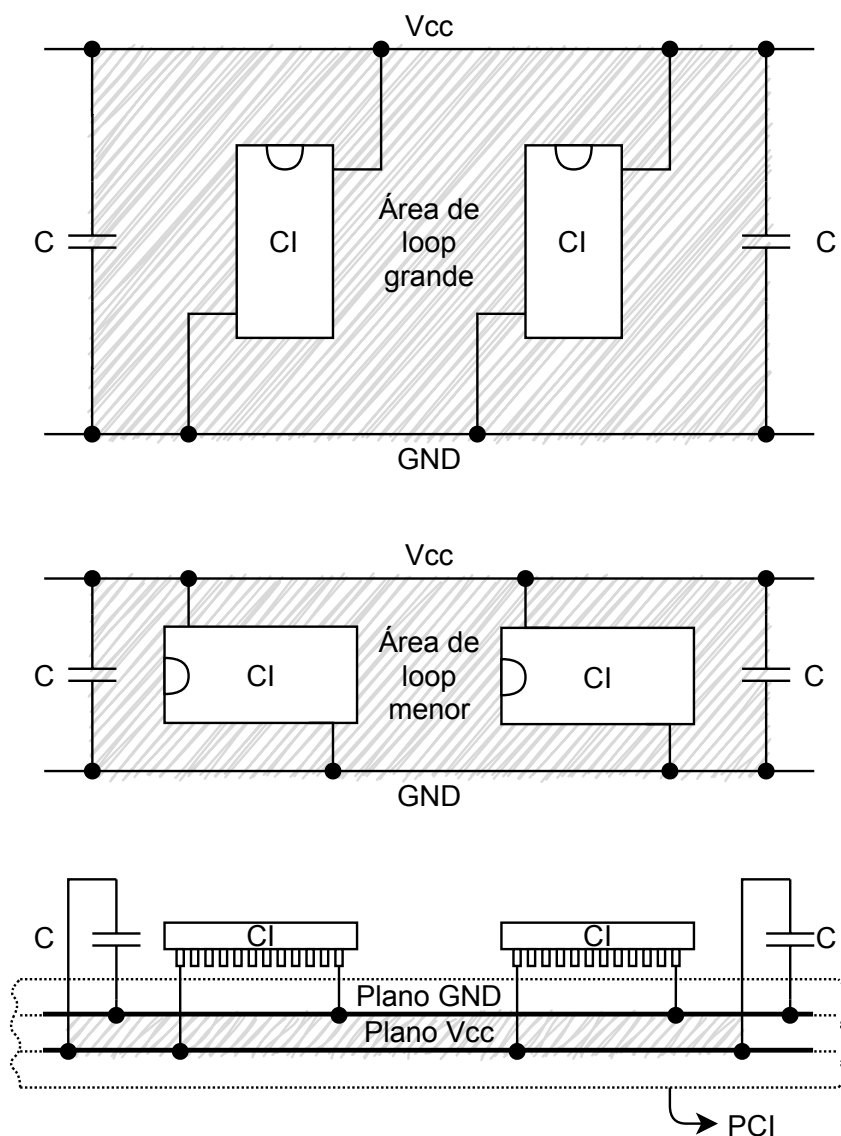 Vcc
C
CI
Área de
loop
grande
CI
C
GND
Vcc
C
CI
Área de
loop
menor
CI
C
GND
C
CI
CI
C
Plano GND
Plano Vcc
PCI